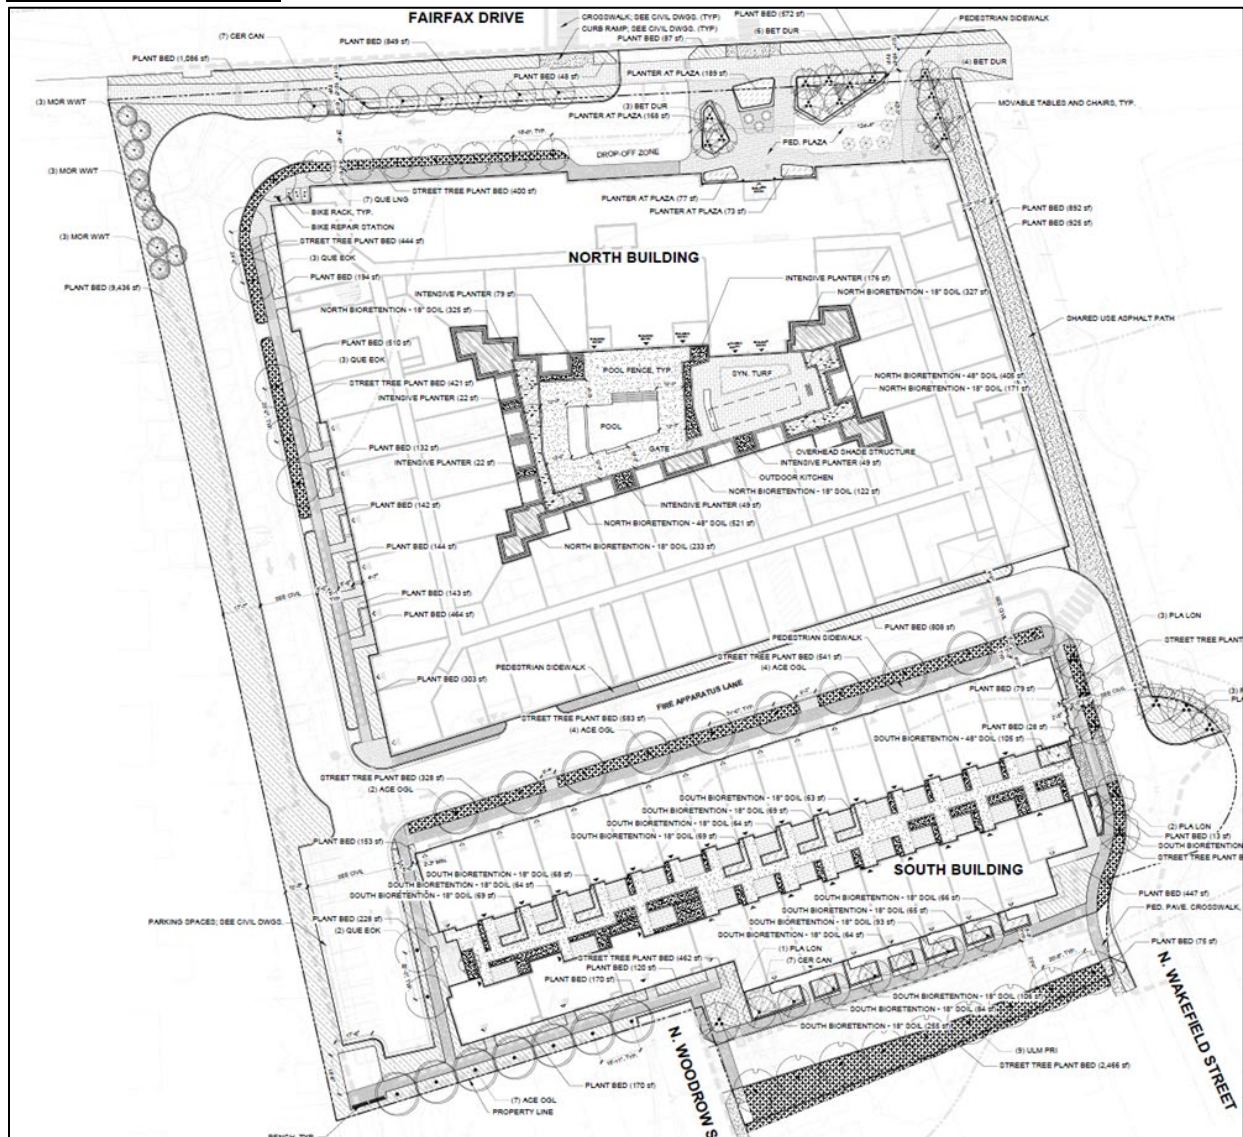 FAIRFAX DRIVE
CROSSWALK; SEE CIVIL DWGS. (TYP)
CURB RAMP; SEE CIVIL DWGS. (TYP)
PLANT BED (87 sf)
PLANT BED (572 sf)
(6) BET DUR
PEDESTRIAN SIDEWALK
(7) CER CAN
PLANT BED (849 sf)
PLANT BED (1,086 sf)
PLANT BED (48 sf)
PLANTER AT PLAZA (189 sf)
(4) BET DUR
(3) MOR WWT
(3) BET DUR
PLANTER AT PLAZA (168 sf)
MOVABLE TABLES AND CHAIRS, TYP.
PED. PLAZA
DROP-OFF ZONE
(3) MOR WWT
STREET TREE PLANT BED (400 sf)
(7) QUE LNG
PLANTER AT PLAZA (77 sf)
PLANTER AT PLAZA (73 sf)
BIKE RACK, TYP.
BIKE REPAIR STATION
PLANT BED (892 sf)
PLANT BED (925 sf)
(3) MOR WWT
STREET TREE PLANT BED (444 sf)
(3) QUE EOK
NORTH BUILDING
PLANT BED (194 sf)
INTENSIVE PLANTER (176 sf)
PLANT BED (9,436 sf)
INTENSIVE PLANTER (79 sf)
NORTH BIORETENTION - 18" SOIL (327 sf)
NORTH BIORETENTION - 18" SOIL (325 sf)
SHARED USE ASPHALT PATH
PLANT BED (510 sf)
(3) QUE EOK
POOL FENCE, TYP.
SYN. TURF
NORTH BIORETENTION - 48" SOIL (405 sf)
STREET TREE PLANT BED (421 sf)
NORTH BIORETENTION - 18" SOIL (171 sf)
INTENSIVE PLANTER (22 sf)
POOL
GATE
PLANT BED (132 sf)
OVERHEAD SHADE STRUCTURE
INTENSIVE PLANTER (22 sf)
INTENSIVE PLANTER (49 sf)
OUTDOOR KITCHEN
NORTH BIORETENTION - 18" SOIL (122 sf)
PLANT BED (142 sf)
INTENSIVE PLANTER (49 sf)
NORTH BIORETENTION - 48" SOIL (521 sf)
PLANT BED (144 sf)
NORTH BIORETENTION - 18" SOIL (233 sf)
SEE CIVIL
PLANT BED (143 sf)
PLANT BED (464 sf)
PLANT BED (808 sf)
(3) PLA LON
PEDESTRIAN SIDEWALK
STREET TREE PLANT
STREET TREE PLANT BED (541 sf)
(4) ACE OGL
PEDESTRIAN SIDEWALK
PLANT BED (303 sf)
FIRE APPARATUS LANE
PLANT BED (79 sf)
SEE CIVIL
STREET TREE PLANT BED (583 sf)
(4) ACE OGL
PLANT BED (28 sf)
SOUTH BIORETENTION - 48" SOIL (105 sf)
STREET TREE PLANT BED (328 sf)
(2) ACE OGL
SOUTH BIORETENTION - 18" SOIL (63 sf)
SOUTH BIORETENTION - 18" SOIL (69 sf)
SOUTH BIORETENTION - 18" SOIL (64 sf)
SOUTH BIORETENTION - 18" SOIL (69 sf)
(2) PLA LON
PLANT BED (13 sf)
SOUTH BIORETENTION
STREET TREE PLANT B
PLANT BED (153 sf)
SOUTH BUILDING
SEE CIVIL
SOUTH BIORETENTION - 18" SOIL (68 sf)
SOUTH BIORETENTION - 18" SOIL (64 sf)
SOUTH BIORETENTION - 18" SOIL (69 sf)
PLANT BED (447 sf)
PED. PAVE. CROSSWALK,
SOUTH BIORETENTION - 18" SOIL (66 sf)
SOUTH BIORETENTION - 18" SOIL (65 sf)
SOUTH BIORETENTION - 18" SOIL (93 sf)
SOUTH BIORETENTION - 18" SOIL (64 sf)
PARKING SPACES; SEE CIVIL DWGS.
PLANT BED (228 sf)
(2) QUE EOK
PLANT BED (75 sf)
(1) PLA LON
(7) CER CAN
STREET TREE PLANT BED (462 sf)
PLANT BED (120 sf)
PLANT BED (170 sf)
N. WAKEFIELD STREET
SOUTH BIORETENTION - 18" SOIL (106 sf)
SOUTH BIORETENTION - 18" SOIL (84 sf)
SOUTH BIORETENTION - 18" SOIL (255 sf)
N. WOODROW S
(9) ULM PRI
STREET TREE PLANT BED (2,466 sf)
PLANT BED (170 sf)
(7) ACE OGL
PROPERTY LINE
BENCH, TYP.